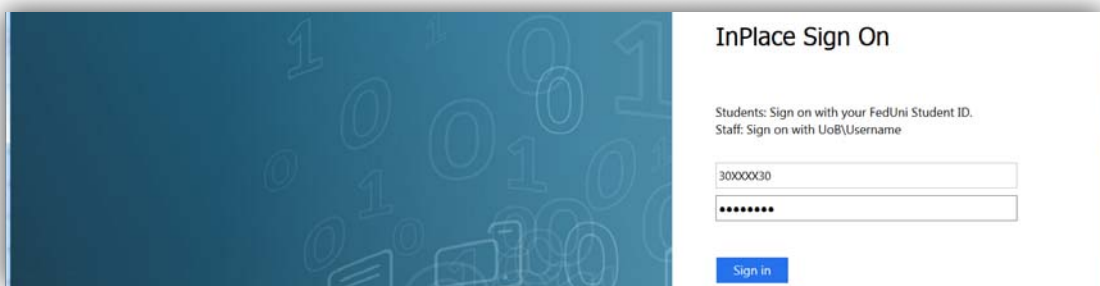 InPlace Sign On
Students: Sign on with your FedUni Student ID.
Staff: Sign on with UoB\Username
30XXXX30
••••••••
Sign in